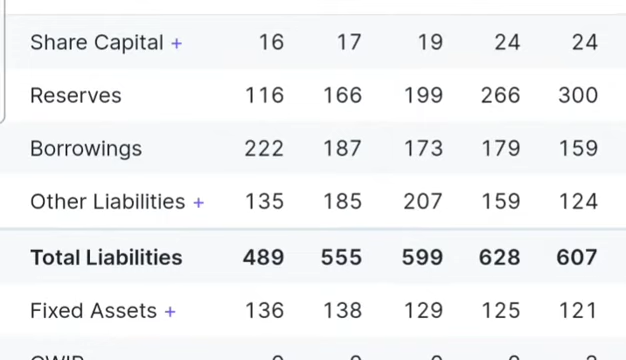 Share Capital + 16 17 19 24 24
Reserves 116 166 199 266 300
Borrowings 222 187 173 179 159
Other Liabilities + 135 185 207 159 124
Total Liabilities 489 555 599 628 607
Fixed Assets + 136 138 129 125 121